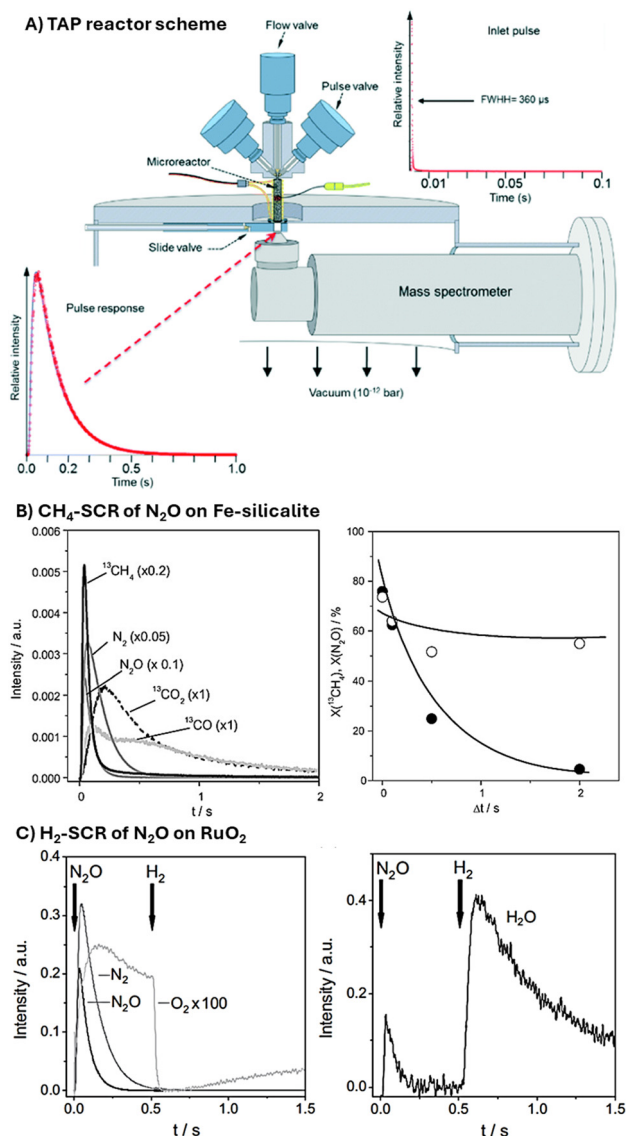 A) TAP reactor scheme
Flow valve
Pulse valve
Microreactor
Slide valve
Mass spectrometer
Vacuum (10⁻¹² bar)
Relative intensity
Inlet pulse
FWHH= 360 μs
0.01 0.05 0.1
Time (s)
Relative intensity
Pulse response
0.0 0.2 0.6 1.0
Time (s)
B) CH₄-SCR of N₂O on Fe-silicalite
Intensity / a.u.
0.006
0.005
0.004
0.003
0.002
0.001
0.000
¹³CH₄ (x0.2)
N₂ (x0.05)
N₂O (x 0.1)
¹³CO₂ (x1)
¹³CO (x1)
0 1 2
t / s
X(¹³CH₄), X(N₂O) / %
100
80
60
40
20
0
0 1 2
Δt / s
C) H₂-SCR of N₂O on RuO₂
Intensity / a.u.
0.4
0.3
0.2
0.1
0.0
N₂O
H₂
N₂
N₂O
O₂ x100
0.0 0.5 1.0 1.5
t / s
Intensity / a.u.
0.4
0.2
0.0
N₂O
H₂
H₂O
0.0 0.5 1.0 1.5
t / s